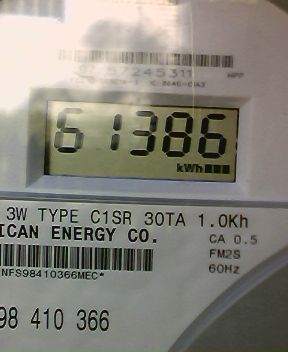 57245311
61386
kWh
3W TYPE C1SR 30TA 1.0Kh
ICAN ENERGY CO. CA 0.5
FM2S
NFS98410366MEC* 60Hz
98 410 366